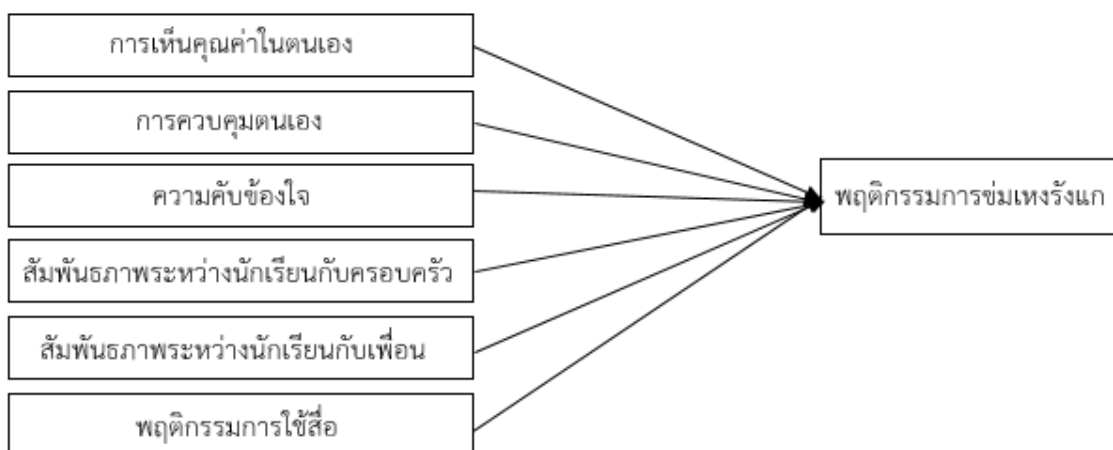 การเห็นคุณค่าในตนเอง
การควบคุมตนเอง
ความคับข้องใจ
สัมพันธภาพระหว่างนักเรียนกับครอบครัว
สัมพันธภาพระหว่างนักเรียนกับเพื่อน
พฤติกรรมการใช้สื่อ
พฤติกรรมการข่มเหงรังแก